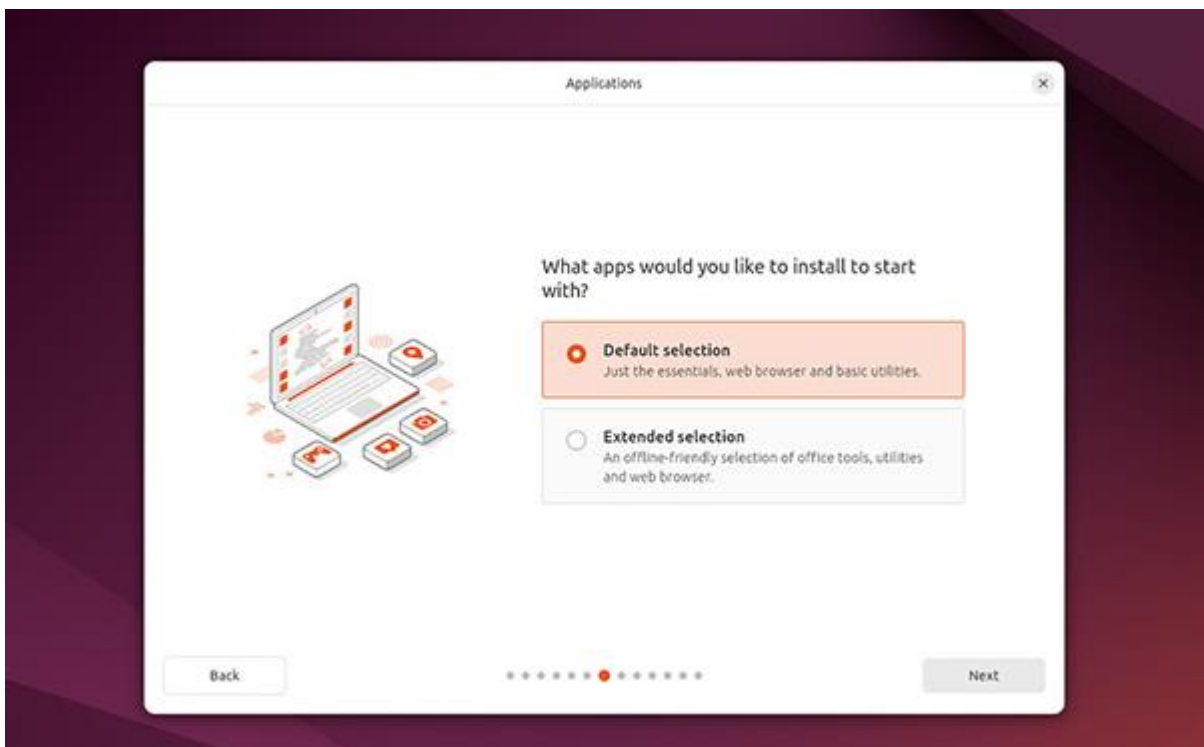 Applications
What apps would you like to install to start
with?
Default selection
Just the essentials, web browser and basic utilities.
Extended selection
An offline-friendly selection of office tools, utilities
and web browser.
Back
Next